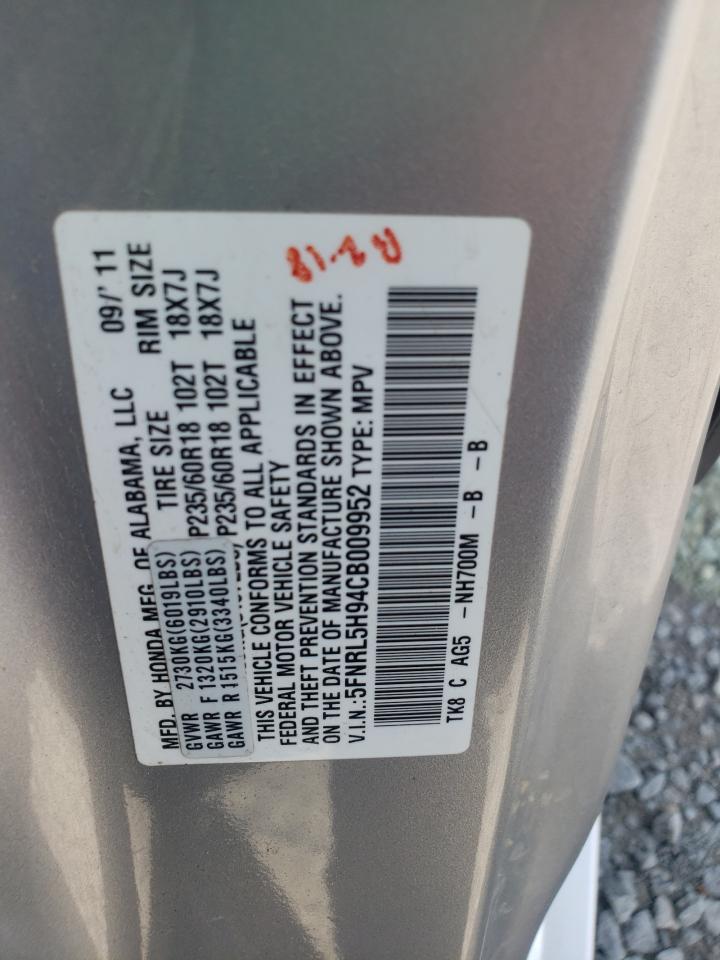 MFD. BY HONDA MFG. OF ALABAMA, LLC 09/'11
TIRE SIZE RIM SIZE
GVWR 2730KG(6019LBS)
GAWR F 1320KG(2910LBS) P235/60R18 102T 18X7J
GAWR R 1515KG(3340LBS) P235/60R18 102T 18X7J
THIS VEHICLE CONFORMS TO ALL APPLICABLE
FEDERAL MOTOR VEHICLE SAFETY
AND THEFT PREVENTION STANDARDS IN EFFECT
ON THE DATE OF MANUFACTURE SHOWN ABOVE.
V.I.N.:5FNRL5H94CB009952 TYPE: MPV
TK8 C AG5 -NH700M -B -B
R 2-18